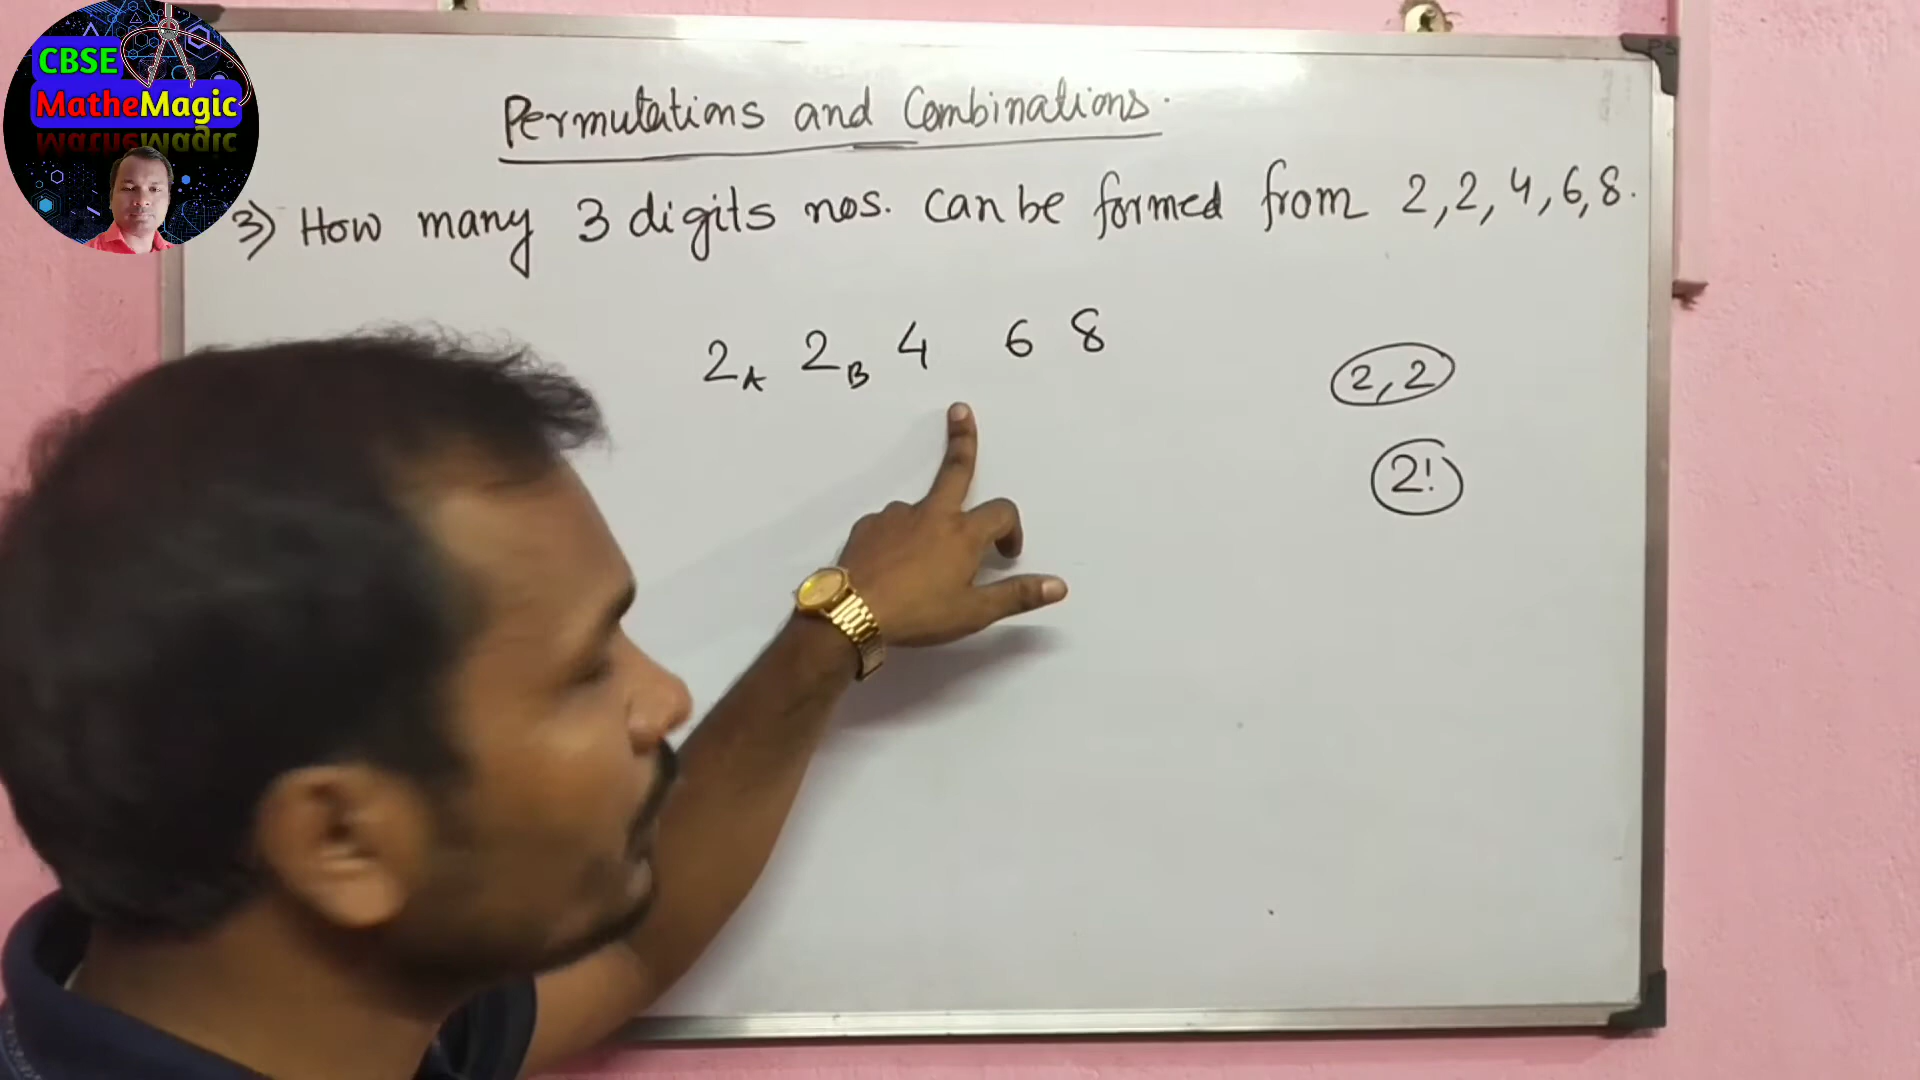 CBSE
MatheMagic
Permutations and Combinations.
3) How many 3 digits nos. can be formed from 2,2,4,6,8.
2A 2B 4 6 8
2,2
2!